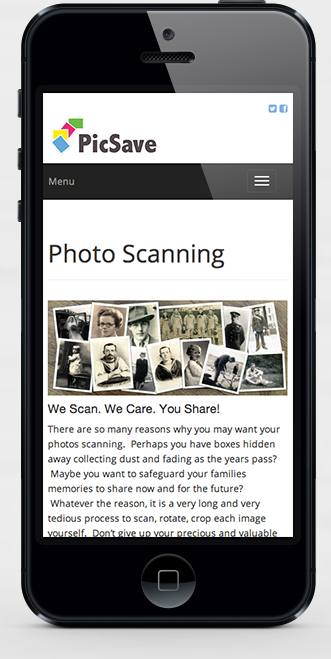 PicSave
Menu
Photo Scanning
We Scan. We Care. You Share!
There are so many reasons why you may want your
photos scanning.  Perhaps you have boxes hidden
away collecting dust and fading as the years pass?
Maybe you want to safeguard your families
memories to share now and for the future?
Whatever the reason, it is a very long and very
tedious process to scan, rotate, crop each image
yourself.  Don't give up your precious and valuable